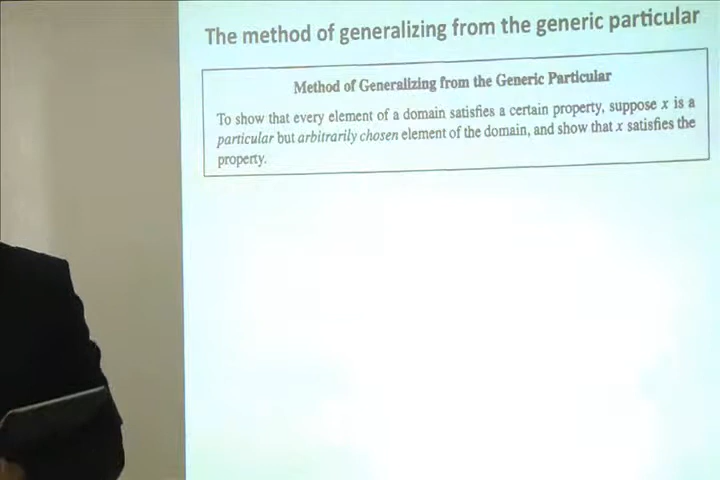 The method of generalizing from the generic particular
Method of Generalizing from the Generic Particular
To show that every element of a domain satisfies a certain property, suppose x is a
particular but arbitrarily chosen element of the domain, and show that x satisfies the
property.